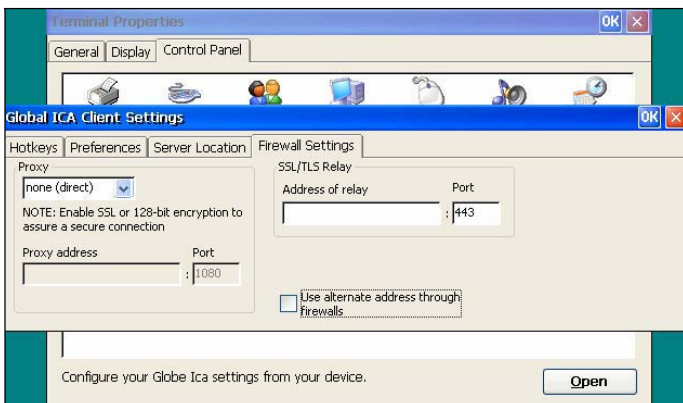 Terminal Properties
OK
General
Display
Control Panel
Global ICA Client Settings
OK
Hotkeys
Preferences
Server Location
Firewall Settings
Proxy
none (direct)
NOTE: Enable SSL or 128-bit encryption to
assure a secure connection
Proxy address
Port
: 1080
SSL/TLS Relay
Address of relay
Port
: 443
Use alternate address through
firewalls
Configure your Globe Ica settings from your device.
Open